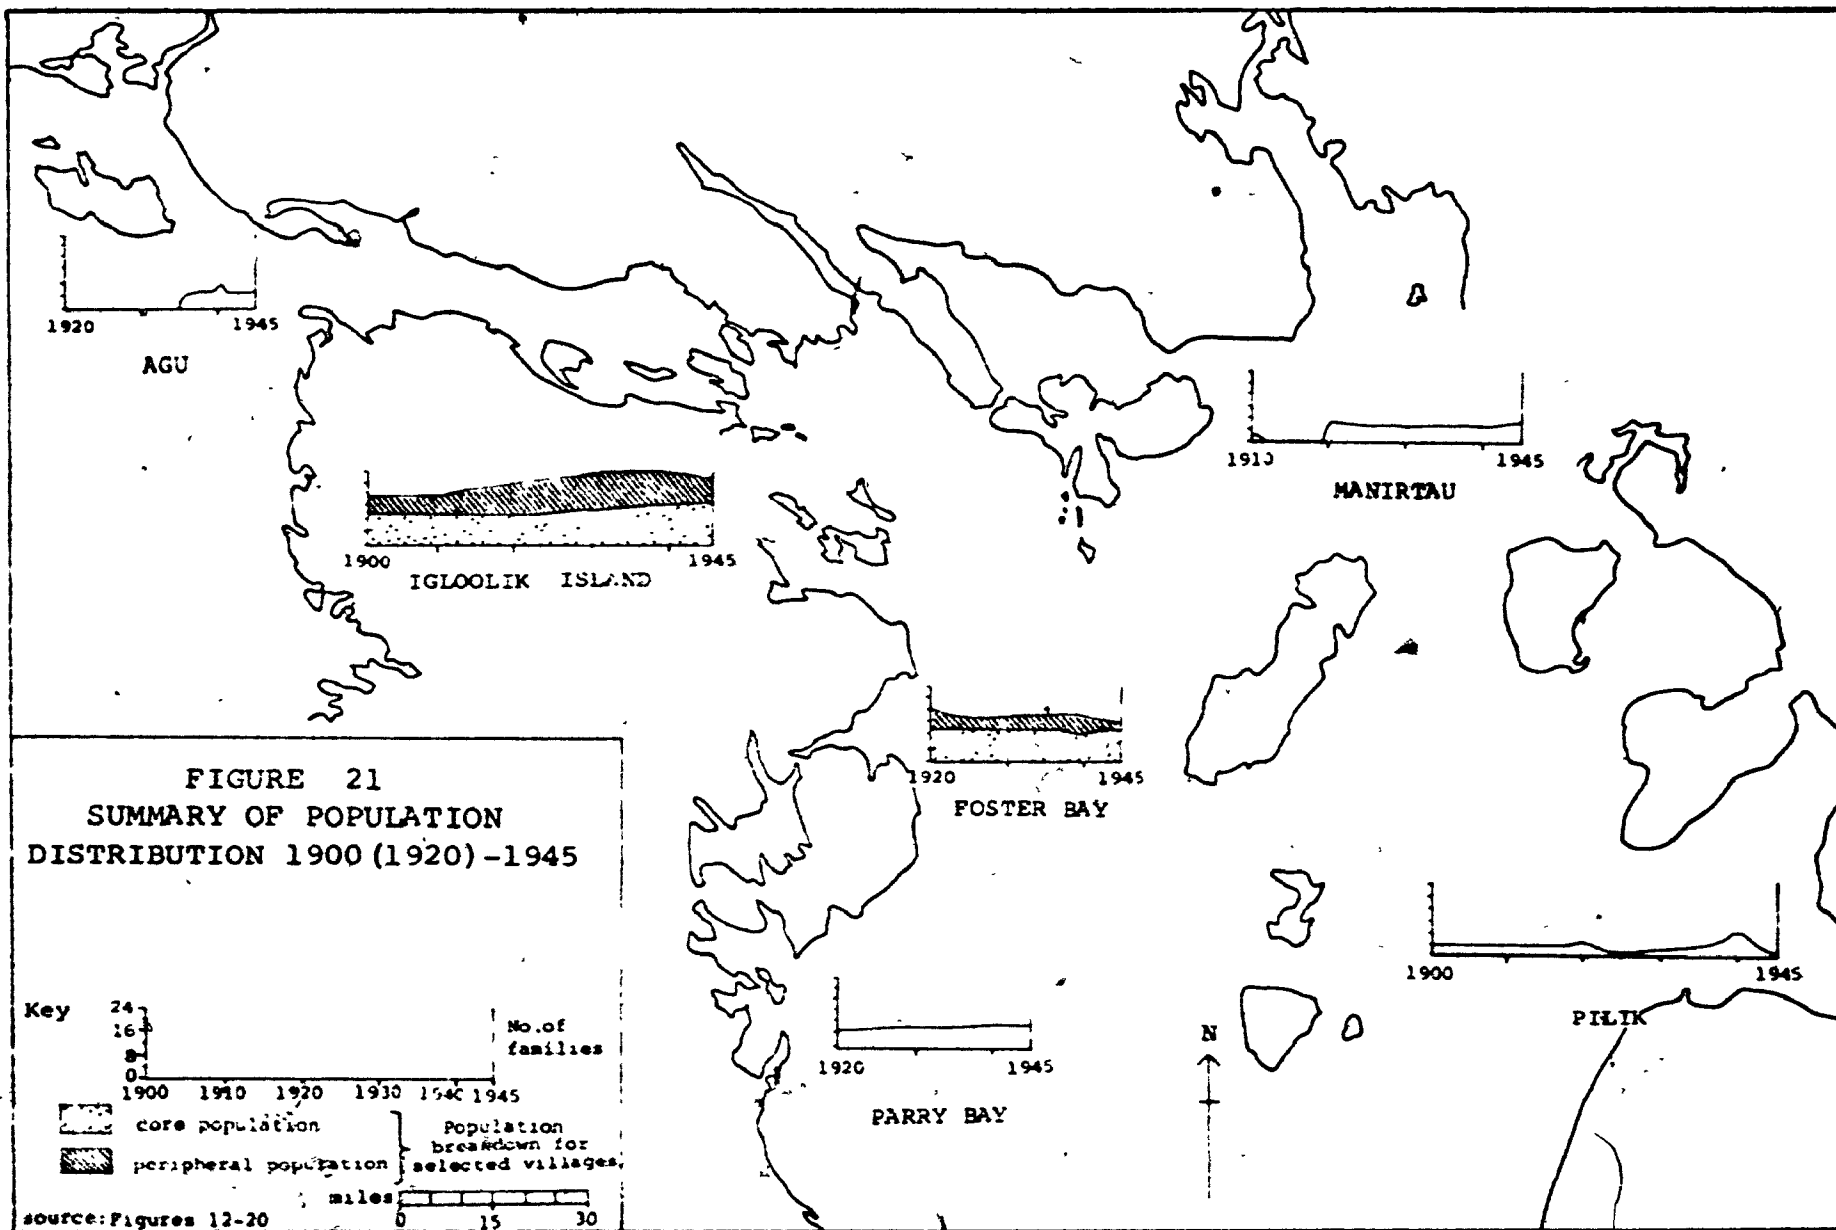 1920
1945
AGU
1900
1945
IGLOOLIK ISLAND
1910
1945
MANIRTAU
1920
1945
FOSTER BAY
1900
1945
PILIK
1920
1945
PARRY BAY
N
FIGURE 21
SUMMARY OF POPULATION
DISTRIBUTION 1900 (1920) -1945
Key
24
16
8
0
No. of
families
1900 1910 1920 1930 1940 1945
core population
peripheral population
Population
breakdown for
selected villages.
miles
0 15 30
source: Figures 12-20